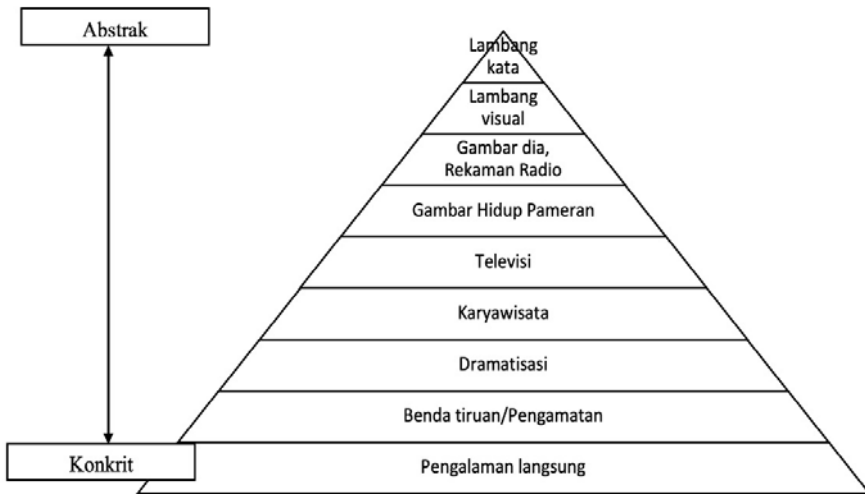 Abstrak
Lambang
kata
Lambang
visual
Gambar dia,
Rekaman Radio
Gambar Hidup Pameran
Televisi
Karyawisata
Dramatisasi
Benda tiruan/Pengamatan
Konkrit
Pengalaman langsung